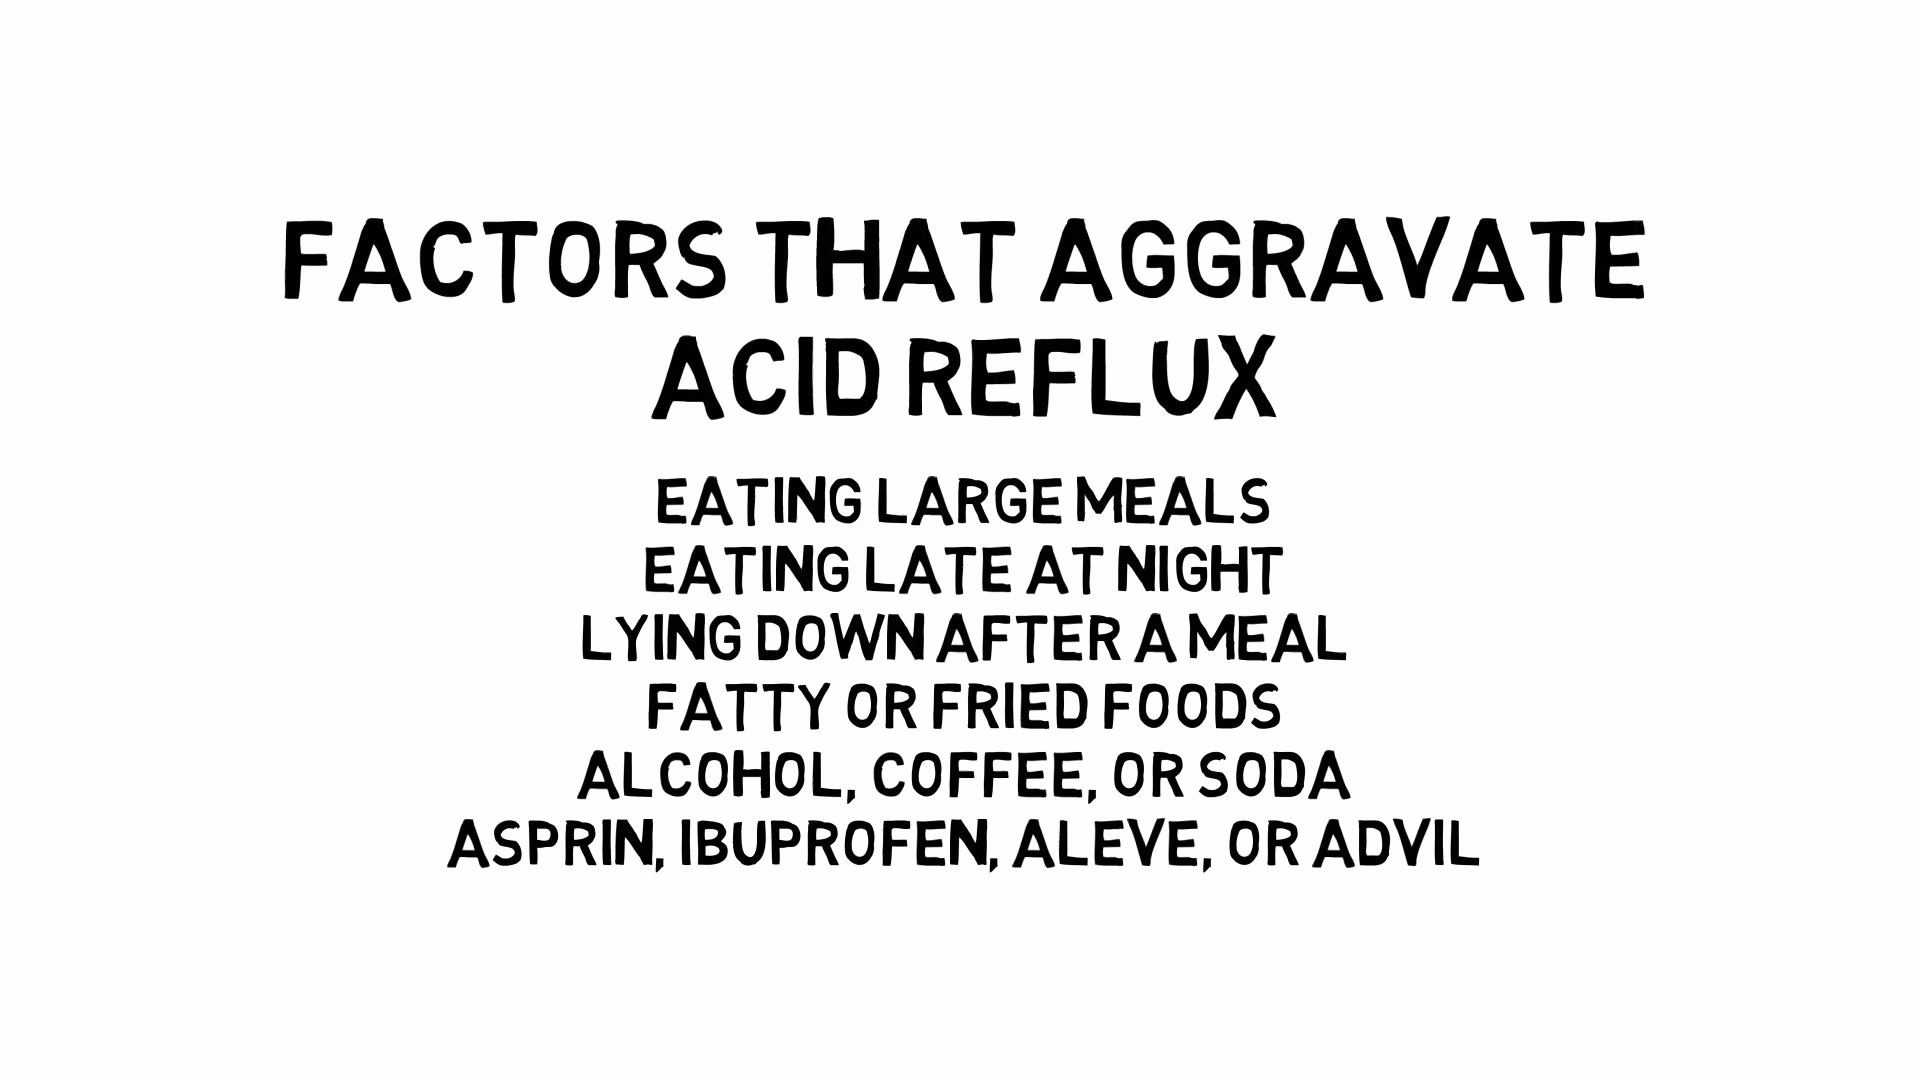 FACTORS THAT AGGRAVATE
ACID REFLUX
EATING LARGE MEALS
EATING LATE AT NIGHT
LYING DOWN AFTER A MEAL
FATTY OR FRIED FOODS
ALCOHOL, COFFEE, OR SODA
ASPRIN, IBUPROFEN, ALEVE, OR ADVIL